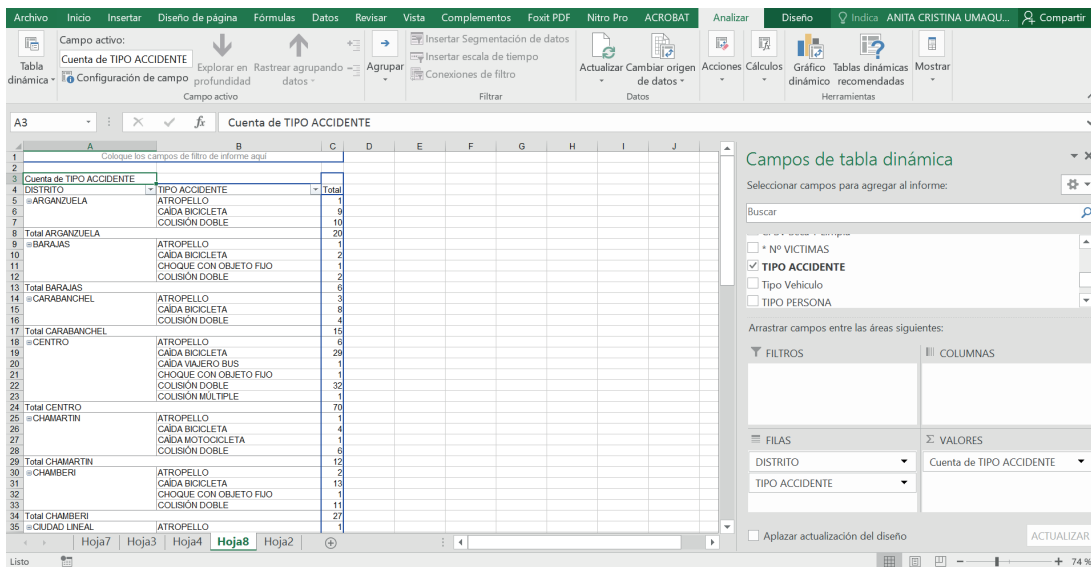 Archivo Inicio Insertar Diseño de página Fórmulas Datos Revisar Vista Complementos Foxit PDF Nitro Pro ACROBAT Analizar Diseño Indica ANITA CRISTINA UMAQU... Compartir
Tabla dinámica
Campo activo:
Cuenta de TIPO ACCIDENTE
Configuración de campo
Explorar en profundidad
Rastrear agrupando datos
Campo activo
Agrupar
Insertar Segmentación de datos
Insertar escala de tiempo
Conexiones de filtro
Filtrar
Actualizar
Cambiar origen de datos
Datos
Acciones
Cálculos
Gráfico dinámico
Tablas dinámicas recomendadas
Herramientas
Mostrar
A3 fx Cuenta de TIPO ACCIDENTE
A B C D E F G H I J
1 Coloque los campos de filtro de informe aquí
2
3 Cuenta de TIPO ACCIDENTE
4 DISTRITO TIPO ACCIDENTE Total
5 ARGANZUELA ATROPELLO 1
6 CAÍDA BICICLETA 9
7 COLISIÓN DOBLE 10
8 Total ARGANZUELA 20
9 BARAJAS ATROPELLO 1
10 CAÍDA BICICLETA 2
11 CHOQUE CON OBJETO FIJO 1
12 COLISIÓN DOBLE 2
13 Total BARAJAS 6
14 CARABANCHEL ATROPELLO 3
15 CAÍDA BICICLETA 8
16 COLISIÓN DOBLE 4
17 Total CARABANCHEL 15
18 CENTRO ATROPELLO 6
19 CAÍDA BICICLETA 29
20 CAÍDA VIAJERO BUS 1
21 CHOQUE CON OBJETO FIJO 1
22 COLISIÓN DOBLE 32
23 COLISIÓN MÚLTIPLE 1
24 Total CENTRO 70
25 CHAMARTIN ATROPELLO 1
26 CAÍDA BICICLETA 4
27 CAÍDA MOTOCICLETA 1
28 COLISIÓN DOBLE 6
29 Total CHAMARTIN 12
30 CHAMBERI ATROPELLO 2
31 CAÍDA BICICLETA 13
32 CHOQUE CON OBJETO FIJO 1
33 COLISIÓN DOBLE 11
34 Total CHAMBERI 27
35 CIUDAD LINEAL ATROPELLO 1
Campos de tabla dinámica
Seleccionar campos para agregar al informe:
Buscar
* Nº VICTIMAS
TIPO ACCIDENTE
Tipo Vehiculo
TIPO PERSONA
Arrastrar campos entre las áreas siguientes:
FILTROS
COLUMNAS
FILAS
Σ VALORES
DISTRITO
Cuenta de TIPO ACCIDENTE
TIPO ACCIDENTE
Aplazar actualización del diseño
ACTUALIZAR
Hoja7 Hoja3 Hoja4 Hoja8 Hoja2
Listo
74 %